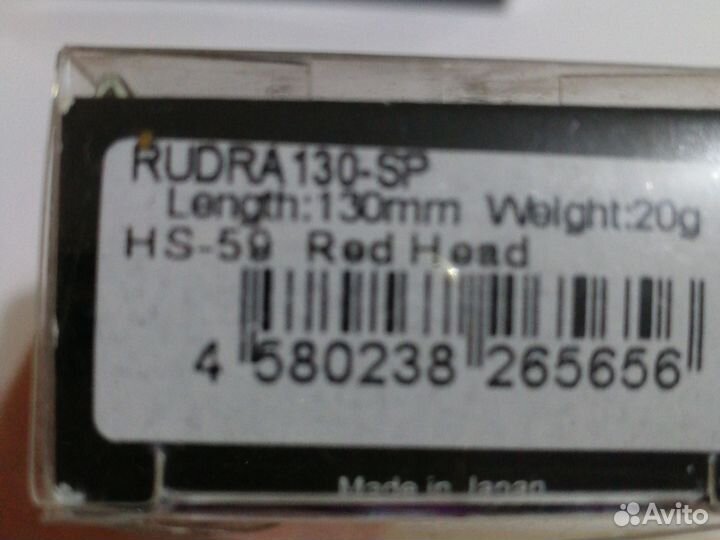 RUDRA130-SP
Length:130mm Weight:20g
HS-59 Red Head
4 580238 265656
Made in Japan
Avito